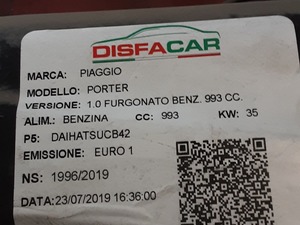 DISFACAR
MARCA: PIAGGIO
MODELLO: PORTER
VERSIONE: 1.0 FURGONATO BENZ. 993 CC.
ALIM.: BENZINA CC: 993 KW: 35
P5: DAIHATSUCB42
EMISSIONE: EURO 1
NS: 1996/2019
DATA: 23/07/2019 16:36:00